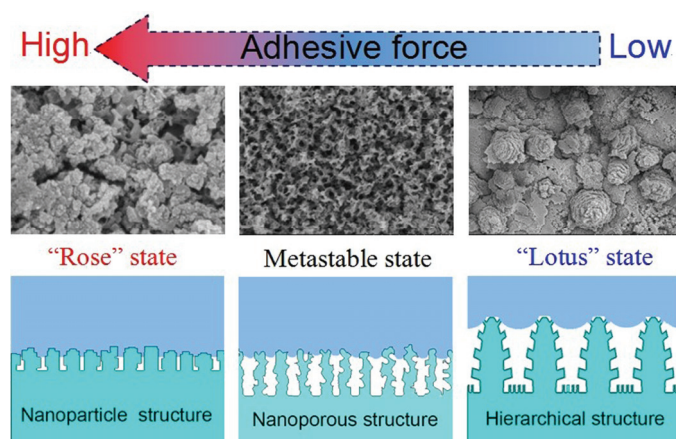 High Adhesive force Low
“Rose” state Metastable state “Lotus” state
Nanoparticle structure Nanoporous structure Hierarchical structure